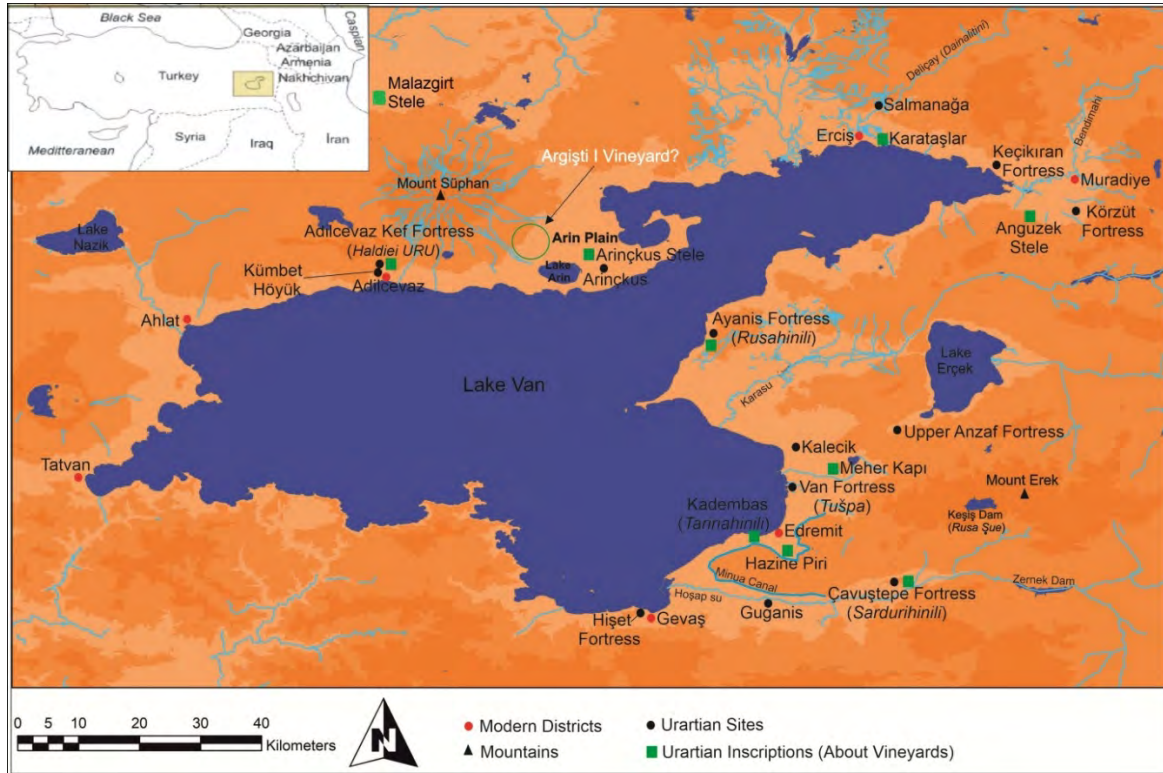 Black Sea
Georgia
Caspian
Azarbaijan
Armenia
Nakhichivan
Turkey
Syria
Iraq
İran
Meditteranean
Malazgirt
Stele
Deliçay (Dainalitini)
Salmanağa
Bendimahi
Erciş
Karataşlar
Keçikıran
Fortress
Muradiye
Argişti I Vineyard?
Mount Süphan
Anguzek
Stele
Körzüt
Fortress
Lake
Nazik
Adilcevaz Kef Fortress
(Haldiei URU)
Arin Plain
Arinçkus Stele
Lake
Arin
Arinckus
Kümbet
Höyük
Adilcevaz
Ahlat
Ayanis Fortress
(Rusahinili)
Lake
Erçek
Lake Van
Karasu
Upper Anzaf Fortress
Kalecik
Tatvan
Meher Kapı
Mount Erek
Van Fortress
(Tušpa)
Kadembas
(Tarinahinili)
Keşiş Dam
(Rusa Şue)
Edremit
Hazine Piri
Minua Canal
Hoşap su
Guganis
Çavuştepe Fortress
(Sardurihinili)
Zernek Dam
Hişet
Fortress
Gevaş
0 5 10 20 30 40
Kilometers
N
Modern Districts
Mountains
Urartian Sites
Urartian Inscriptions (About Vineyards)